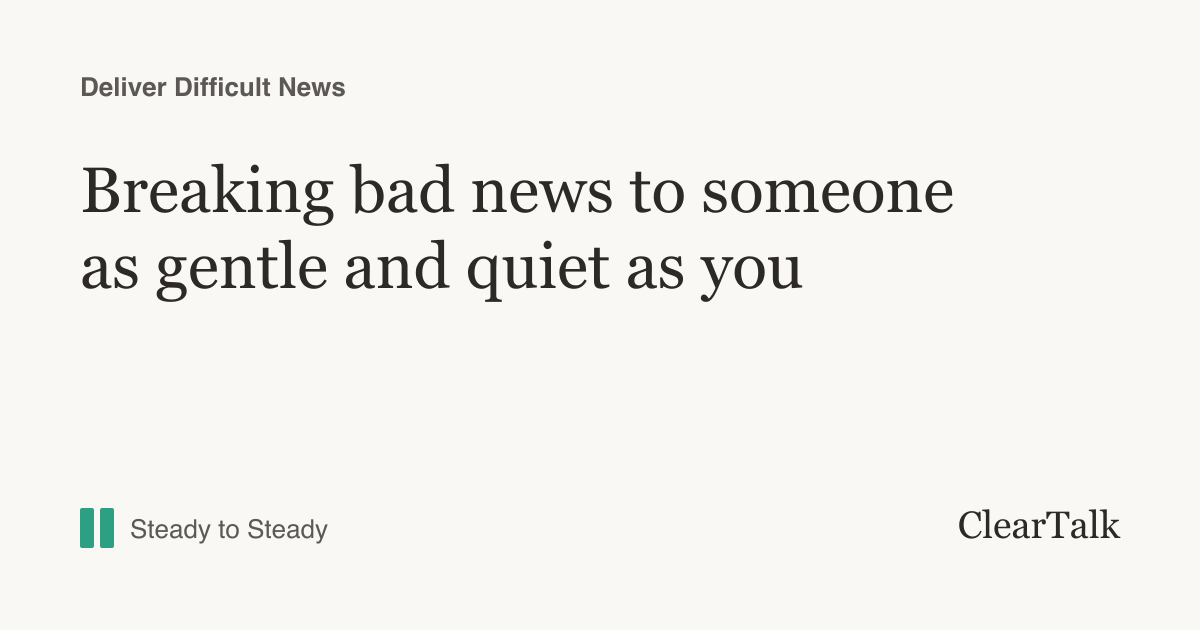 Deliver Difficult News
Breaking bad news to someone
as gentle and quiet as you
Steady to Steady
ClearTalk